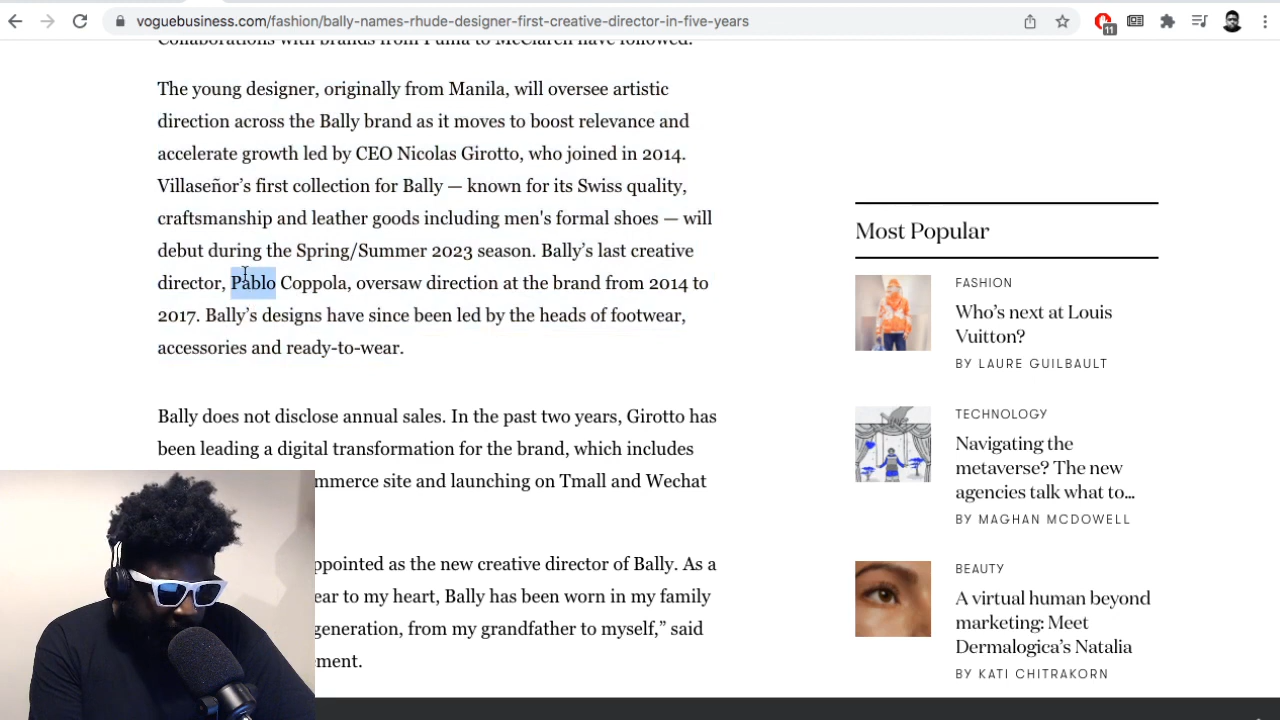 voguebusiness.com/fashion/bally-names-rhude-designer-first-creative-director-in-five-years
11
Collaborations with brands from Puma to McLaren have followed.
The young designer, originally from Manila, will oversee artistic
direction across the Bally brand as it moves to boost relevance and
accelerate growth led by CEO Nicolas Girotto, who joined in 2014.
Villaseñor’s first collection for Bally — known for its Swiss quality,
craftsmanship and leather goods including men's formal shoes — will
debut during the Spring/Summer 2023 season. Bally’s last creative
director, Pablo Coppola, oversaw direction at the brand from 2014 to
2017. Bally’s designs have since been led by the heads of footwear,
accessories and ready-to-wear.
Bally does not disclose annual sales. In the past two years, Girotto has
been leading a digital transformation for the brand, which includes
mmerce site and launching on Tmall and Wechat
ppointed as the new creative director of Bally. As a
ear to my heart, Bally has been worn in my family
generation, from my grandfather to myself,” said
ment.
Most Popular
FASHION
Who’s next at Louis
Vuitton?
BY LAURE GUILBAULT
TECHNOLOGY
Navigating the
metaverse? The new
agencies talk what to...
BY MAGHAN MCDOWELL
BEAUTY
A virtual human beyond
marketing: Meet
Dermalogica’s Natalia
BY KATI CHITRAKORN